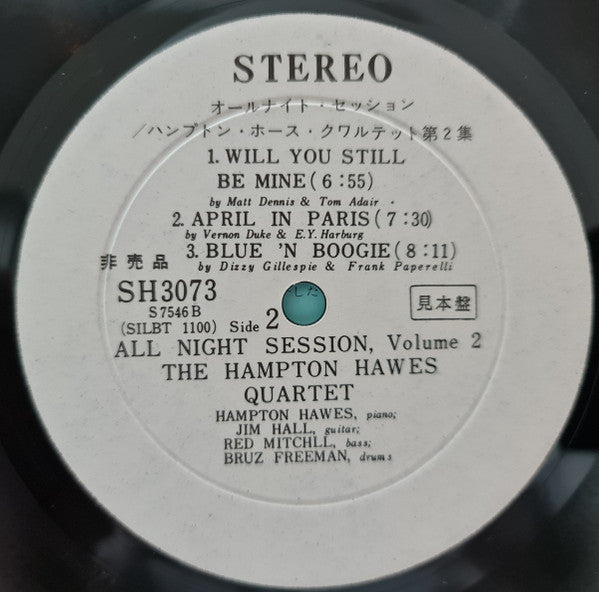 STEREO
オールナイト・セッション
／ハンプトン・ホース・クワルテット第2集
1. WILL YOU STILL
BE MINE(6:55)
by Matt Dennis & Tom Adair .
2. APRIL IN PARIS(7:30)
by Vernon Duke & E.Y. Harburg
3. BLUE 'N BOOGIE(8:11)
by Dizzy Gillespie & Frank Paperelli
非売品
SH3073
S7546B
(SILBT 1100) Side 2
見本盤
ALL NIGHT SESSION, Volume 2
THE HAMPTON HAWES
QUARTET
HAMPTON HAWES, piano;
JIM HALL, guitar;
RED MITCHLL, bass;
BRUZ FREEMAN, drums